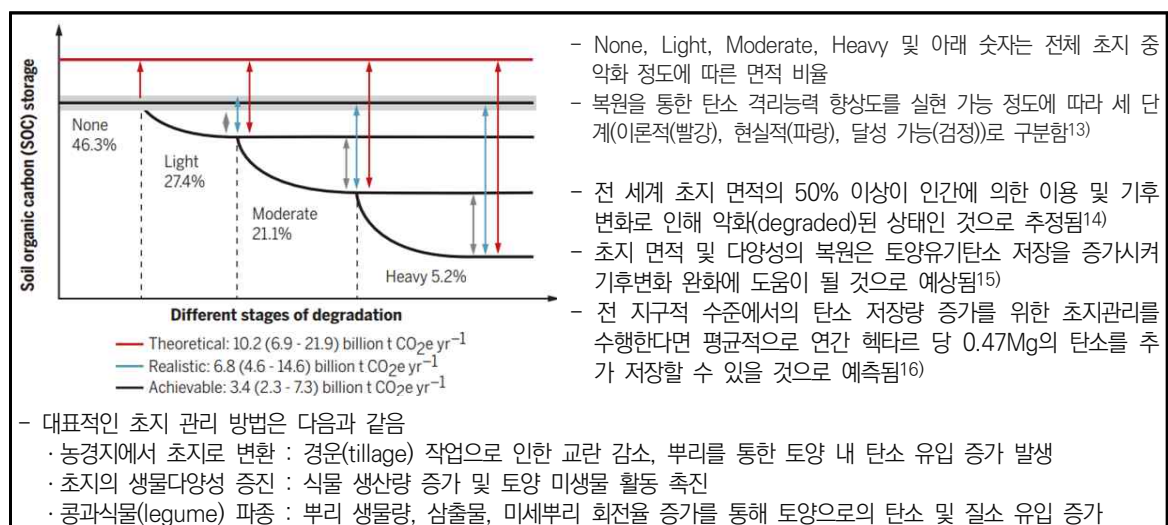 Soil organic carbon (SOC) storage
None
46.3%
Light
27.4%
Moderate
21.1%
Heavy 5.2%
Different stages of degradation
Theoretical: 10.2 (6.9 - 21.9) billion t CO2e yr−1
Realistic: 6.8 (4.6 - 14.6) billion t CO2e yr−1
Achievable: 3.4 (2.3 - 7.3) billion t CO2e yr−1
- None, Light, Moderate, Heavy 및 아래 숫자는 전체 초지 중
악화 정도에 따른 면적 비율
- 복원을 통한 탄소 격리능력 향상도를 실현 가능 정도에 따라 세 단
계(이론적(빨강), 현실적(파랑), 달성 가능(검정))로 구분함13)
- 전 세계 초지 면적의 50% 이상이 인간에 의한 이용 및 기후
변화로 인해 악화(degraded)된 상태인 것으로 추정됨14)
- 초지 면적 및 다양성의 복원은 토양유기탄소 저장을 증가시켜
기후변화 완화에 도움이 될 것으로 예상됨15)
- 전 지구적 수준에서의 탄소 저장량 증가를 위한 초지관리를
수행한다면 평균적으로 연간 헥타르 당 0.47Mg의 탄소를 추
가 저장할 수 있을 것으로 예측됨16)
- 대표적인 초지 관리 방법은 다음과 같음
· 농경지에서 초지로 변환 : 경운(tillage) 작업으로 인한 교란 감소, 뿌리를 통한 토양 내 탄소 유입 증가 발생
· 초지의 생물다양성 증진 : 식물 생산량 증가 및 토양 미생물 활동 촉진
· 콩과식물(legume) 파종 : 뿌리 생물량, 삼출물, 미세뿌리 회전율 증가를 통해 토양으로의 탄소 및 질소 유입 증가